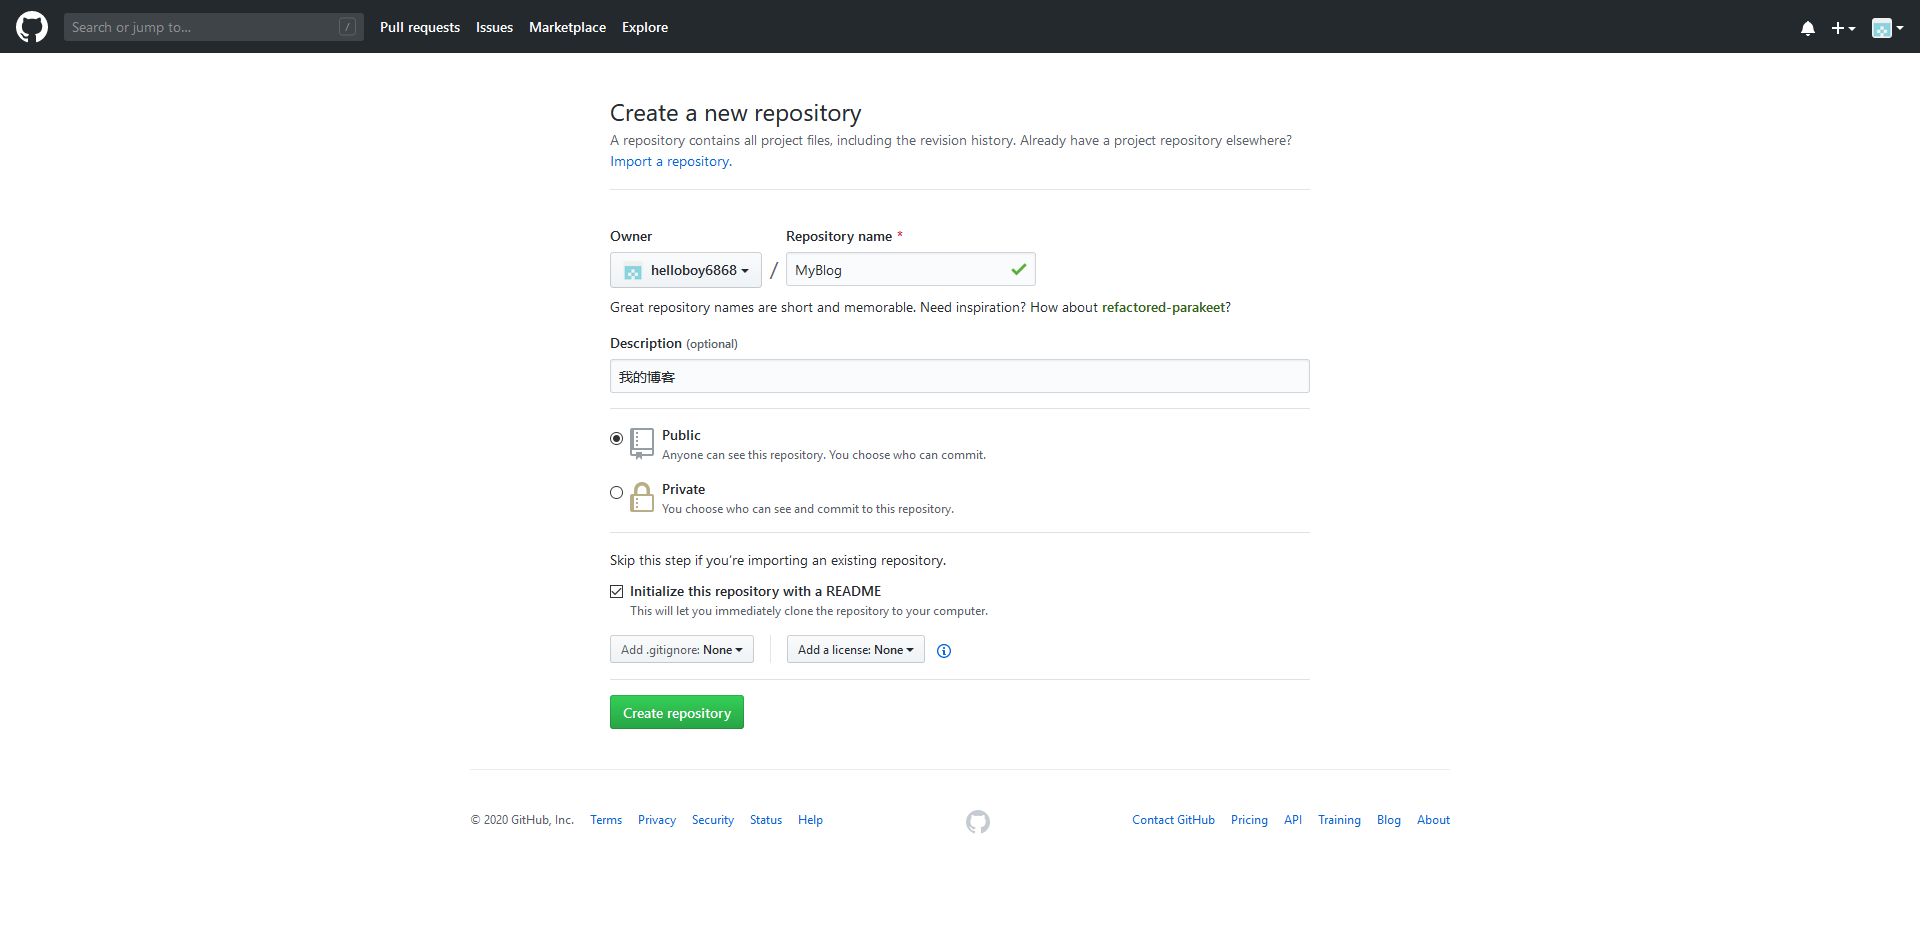 Search or jump to...
/
Pull requests
Issues
Marketplace
Explore
Create a new repository
A repository contains all project files, including the revision history. Already have a project repository elsewhere?
Import a repository.
Owner
Repository name *
helloboy6868
/
MyBlog
Great repository names are short and memorable. Need inspiration? How about refactored-parakeet?
Description (optional)
我的博客
Public
Anyone can see this repository. You choose who can commit.
Private
You choose who can see and commit to this repository.
Skip this step if you’re importing an existing repository.
Initialize this repository with a README
This will let you immediately clone the repository to your computer.
Add .gitignore: None
Add a license: None
Create repository
© 2020 GitHub, Inc.
Terms
Privacy
Security
Status
Help
Contact GitHub
Pricing
API
Training
Blog
About